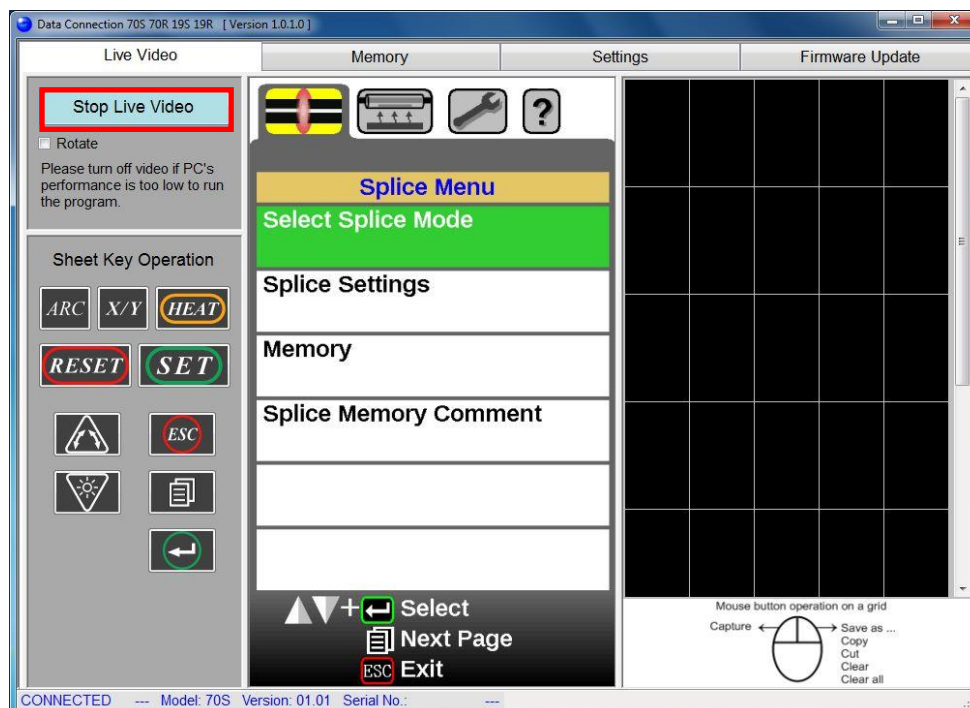 Data Connection 70S 70R 19S 19R [ Version 1.0.1.0 ]
Live Video
Memory
Settings
Firmware Update
Stop Live Video
Rotate
Please turn off video if PC's
performance is too low to run
the program.
Sheet Key Operation
ARC
X/Y
HEAT
RESET
SET
ESC
?
Splice Menu
Select Splice Mode
Splice Settings
Memory
Splice Memory Comment
+ Select
Next Page
ESC Exit
Mouse button operation on a grid
Capture
Save as ...
Copy
Cut
Clear
Clear all
CONNECTED --- Model: 70S Version: 01.01 Serial No.: ---